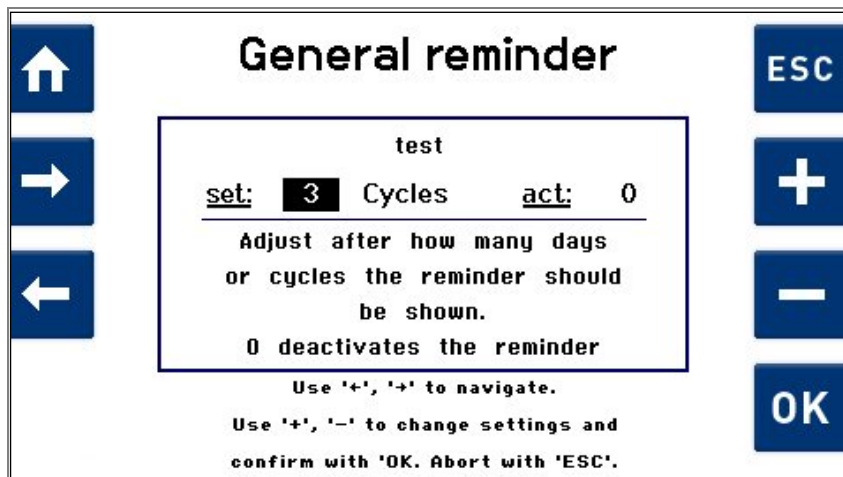 General reminder
ESC
test
set: 3 Cycles act: 0
Adjust after how many days
or cycles the reminder should
be shown.
0 deactivates the reminder
Use '←', '→' to navigate.
Use '+', '-' to change settings and
confirm with 'OK. Abort with 'ESC'.
OK